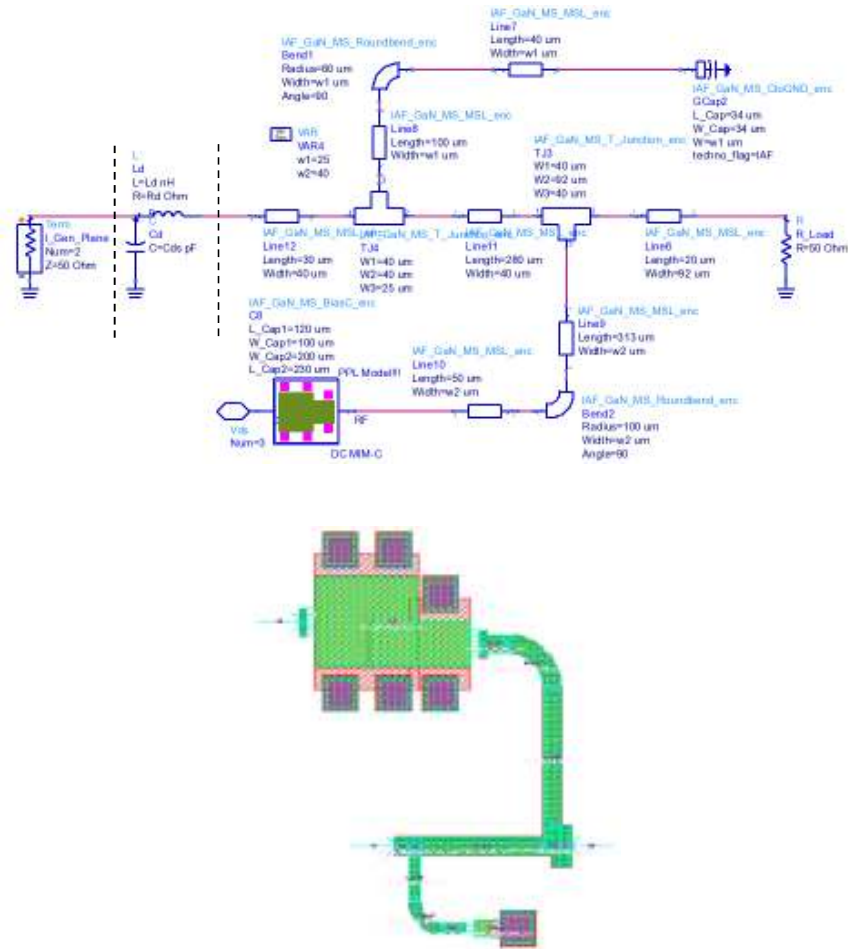 IAF_GaN_MS_MSL_enc
Line7
Length=40 um
Width=w1 um
IAF_GaN_MS_Roundbend_enc
Bend1
Radius=60 um
Width=w1 um
Angle=90
IAF_GaN_MS_CtoGND_enc
GCap2
L_Cap=34 um
W_Cap=34 um
W=w1 um
techno_flag=IAF
IAF_GaN_MS_MSL_enc
Line8
Length=100 um
Width=w1 um
VAR
VAR4
w1=25
w2=40
IAF_GaN_MS_T_Junction_enc
TJ3
W1=40 um
W2=92 um
W3=40 um
L
Ld
L=Ld nH
R=Rd Ohm
Term
I_Gen_Plane
Num=2
Z=50 Ohm
C
Cd
C=Cds pF
IAF_GaN_MS_MSL_enc
Line12
Length=30 um
Width=40 um
IAF_GaN_MS_T_Junction_enc
TJ4
W1=40 um
W2=40 um
W3=25 um
Line11
Length=280 um
Width=40 um
IAF_GaN_MS_MSL_enc
Line6
Length=20 um
Width=92 um
R
R_Load
R=50 Ohm
IAF_GaN_MS_BiasC_enc
C8
L_Cap1=120 um
W_Cap1=100 um
W_Cap2=200 um
L_Cap2=230 um
PPL Model!!!
RF
DC MIM-C
Vds
Num=3
IAF_GaN_MS_MSL_enc
Line10
Length=50 um
Width=w2 um
IAF_GaN_MS_MSL_enc
Line9
Length=313 um
Width=w2 um
IAF_GaN_MS_Roundbend_enc
Bend2
Radius=100 um
Width=w2 um
Angle=90